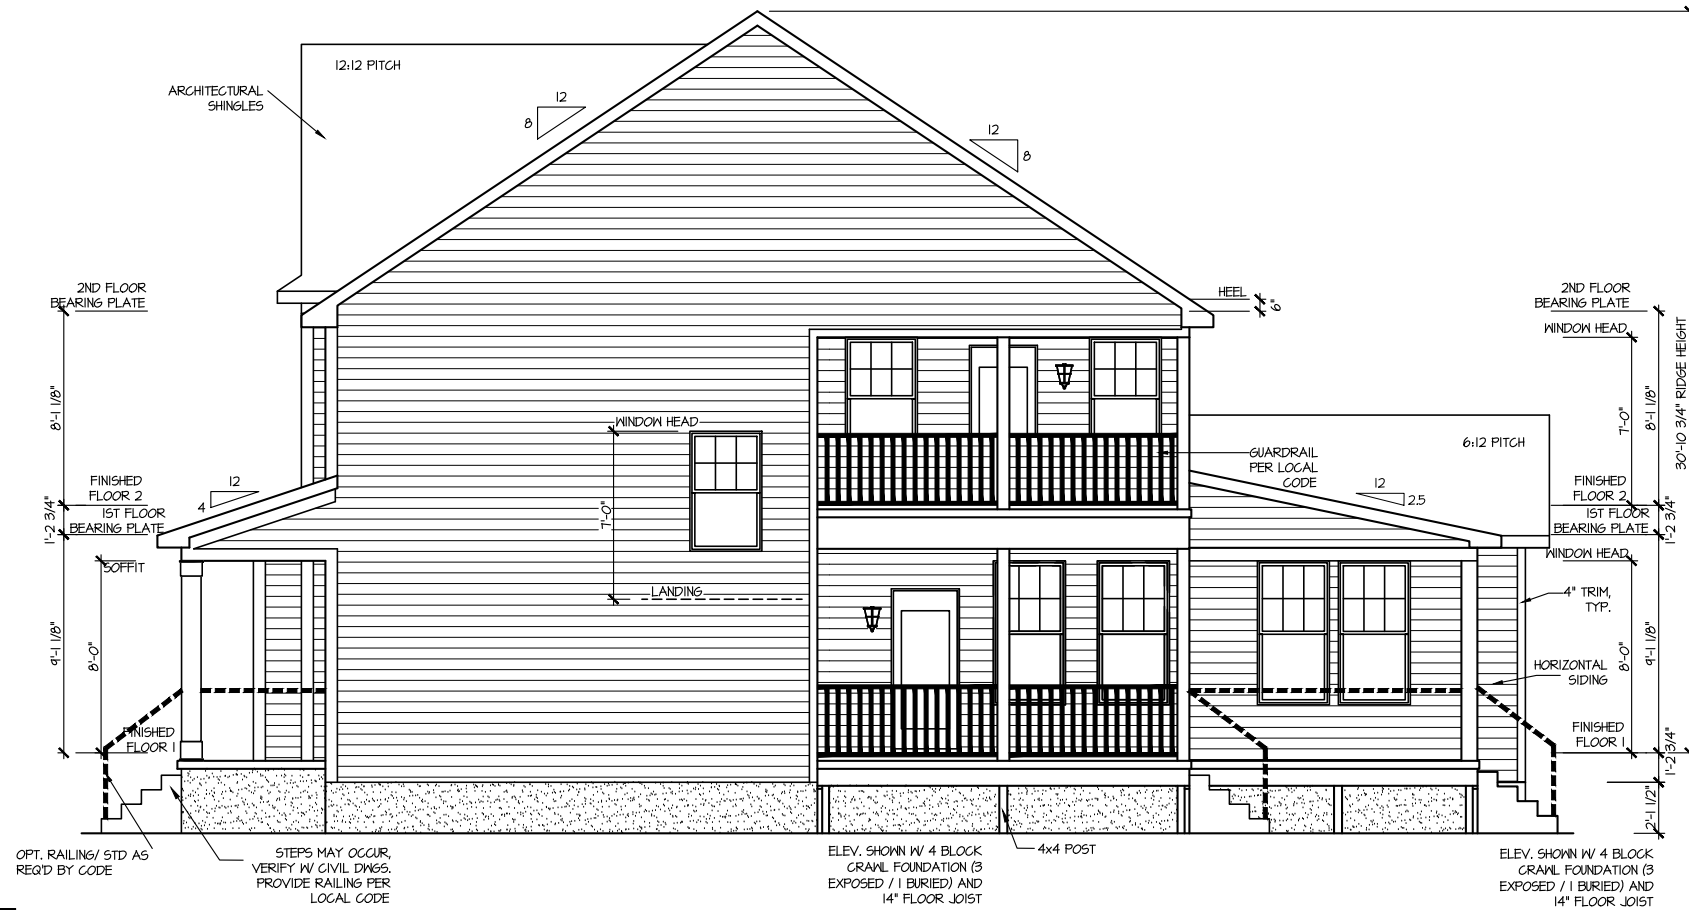 12:12 PITCH
ARCHITECTURAL
SHINGLES
12
8
12
8
2ND FLOOR
BEARING PLATE
HEEL
6"
2ND FLOOR
BEARING PLATE
WINDOW HEAD
8'-1 1/8"
7'-0"
8'-1 1/8"
30'-10 3/4" RIDGE HEIGHT
WINDOW HEAD
6:12 PITCH
GUARDRAIL
PER LOCAL
CODE
FINISHED
FLOOR 2
12
4
12
2.5
FINISHED
FLOOR 2
1'-2 3/4"
1ST FLOOR
BEARING PLATE
7'-0"
1ST FLOOR
BEARING PLATE
1'-2 3/4"
SOFFIT
WINDOW HEAD
LANDING
4" TRIM,
TYP.
9'-1 1/8"
8'-0"
8'-0"
9'-1 1/8"
HORIZONTAL
SIDING
FINISHED
FLOOR 1
FINISHED
FLOOR 1
1'-2 3/4"
2'-1 1/2"
OPT. RAILING/ STD AS
REQ'D BY CODE
STEPS MAY OCCUR,
VERIFY W/ CIVIL DWGS.
PROVIDE RAILING PER
LOCAL CODE
ELEV. SHOWN W/ 4 BLOCK
CRAWL FOUNDATION (3
EXPOSED / 1 BURIED) AND
14" FLOOR JOIST
4x4 POST
ELEV. SHOWN W/ 4 BLOCK
CRAWL FOUNDATION (3
EXPOSED / 1 BURIED) AND
14" FLOOR JOIST